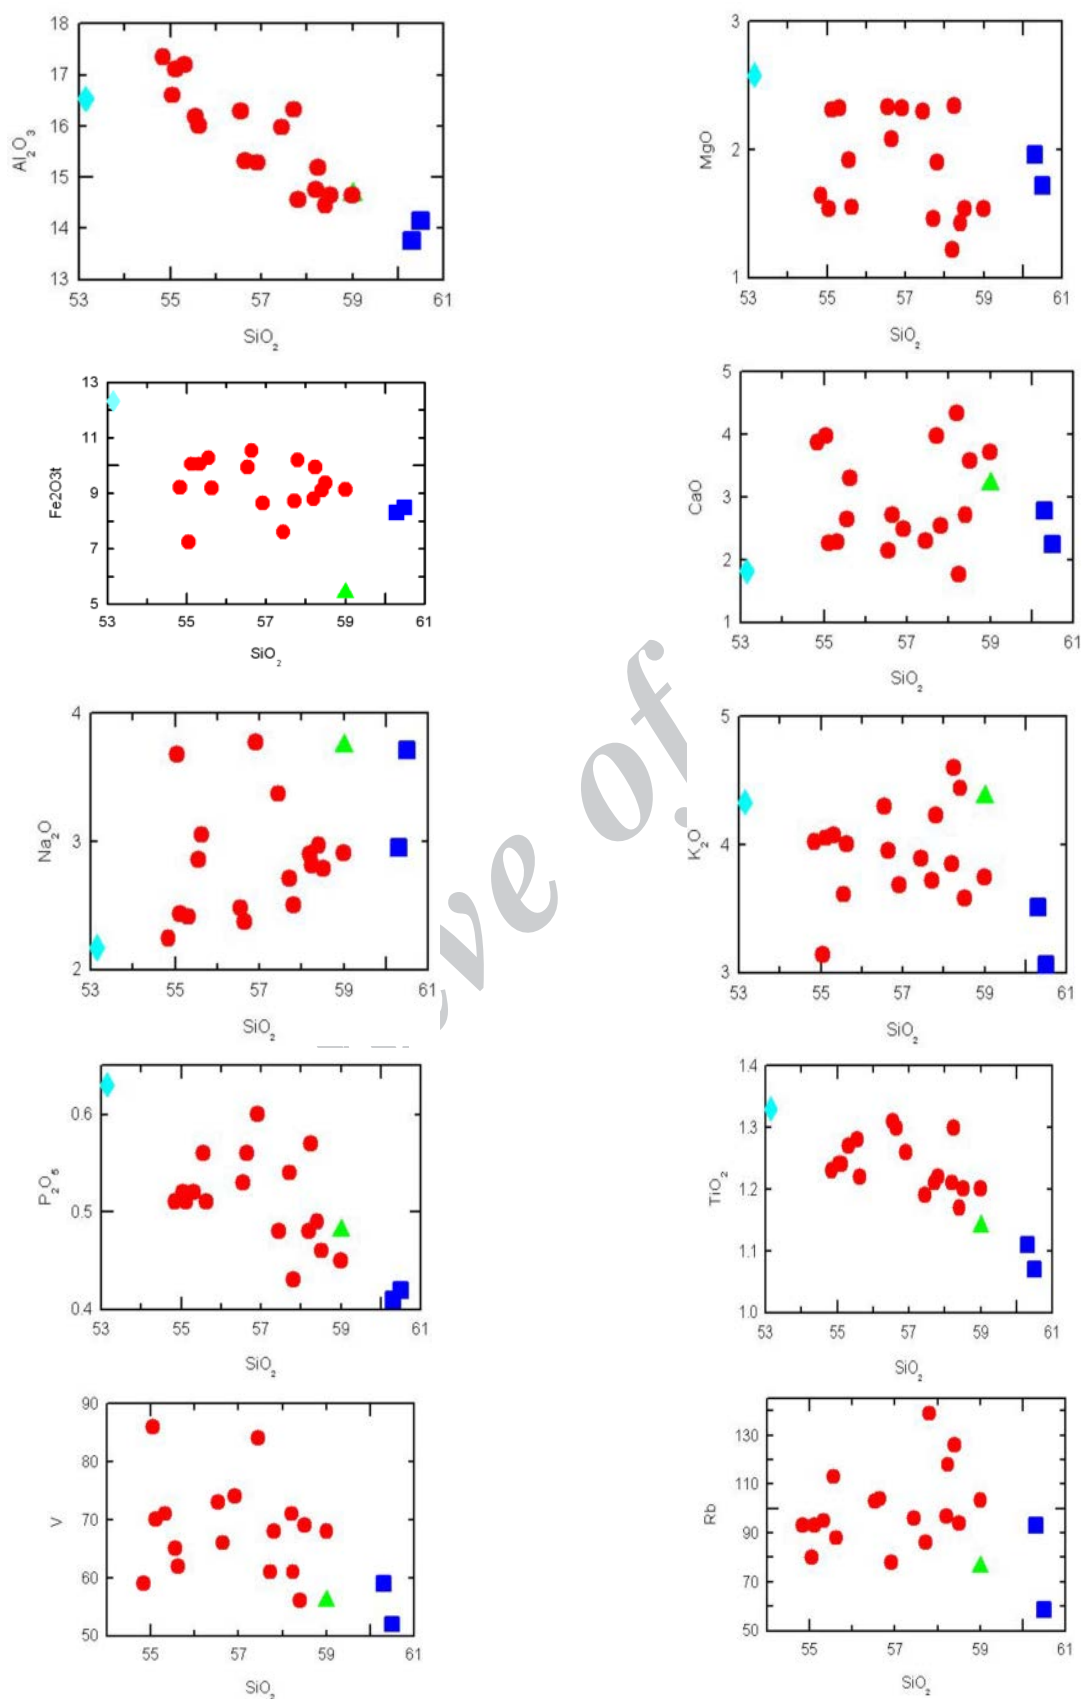 18
17
16
15
14
13
Al₂O₃
53 55 57 59 61
SiO₂
3
2
1
MgO
53 55 57 59 61
SiO₂
13
11
9
7
5
Fe2O3t
53 55 57 59 61
SiO₂
5
4
3
2
1
CaO
53 55 57 59 61
SiO₂
4
3
2
Na₂O
53 55 57 59 61
SiO₂
5
4
3
K₂O
53 55 57 59 61
SiO₂
ve of
0.6
0.5
0.4
P₂O₅
53 55 57 59 61
SiO₂
1.4
1.3
1.2
1.1
1.0
TiO₂
53 55 57 59 61
SiO₂
90
80
70
60
50
V
55 57 59 61
SiO₂
130
110
90
70
50
Rb
55 57 59 61
SiO₂